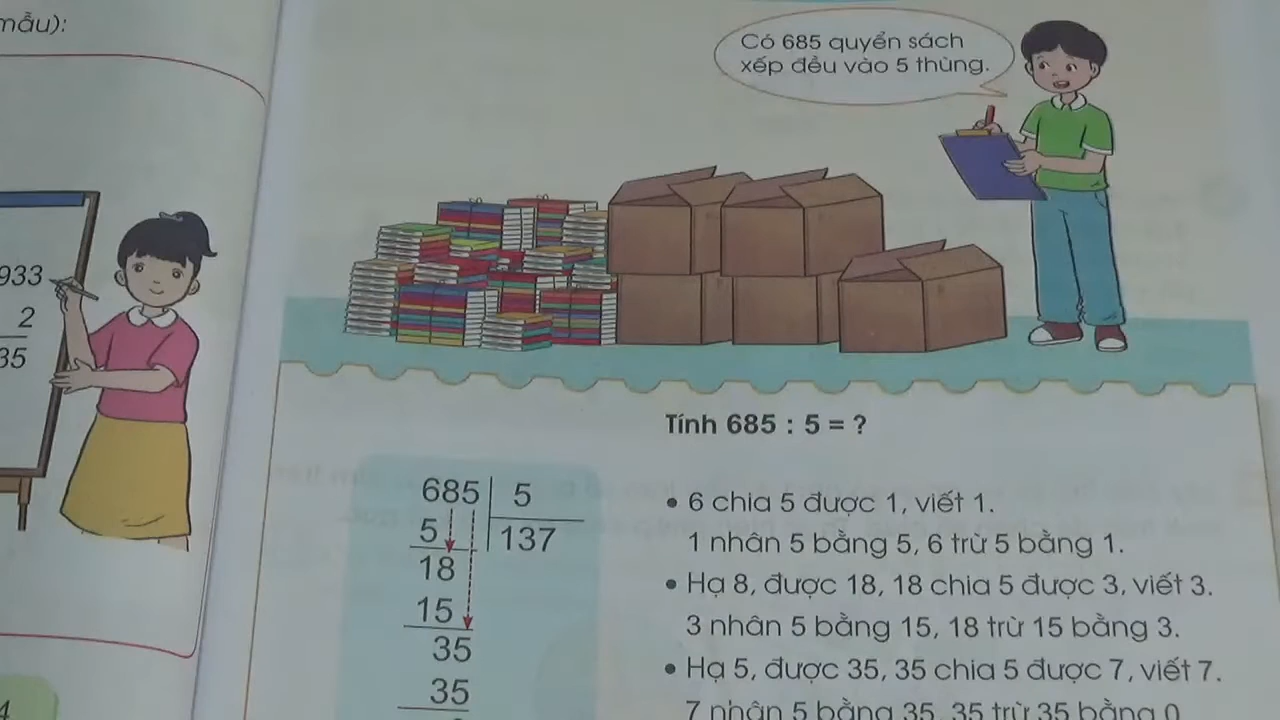 mẫu):
933
2
35
4
Có 685 quyển sách
xếp đều vào 5 thùng.
Tính 685 : 5 = ?
685 5
5 137
18
15
35
35
• 6 chia 5 được 1, viết 1.
1 nhân 5 bằng 5, 6 trừ 5 bằng 1.
• Hạ 8, được 18, 18 chia 5 được 3, viết 3.
3 nhân 5 bằng 15, 18 trừ 15 bằng 3.
• Hạ 5, được 35, 35 chia 5 được 7, viết 7.
7 nhân 5 bằng 35, 35 trừ 35 bằng 0